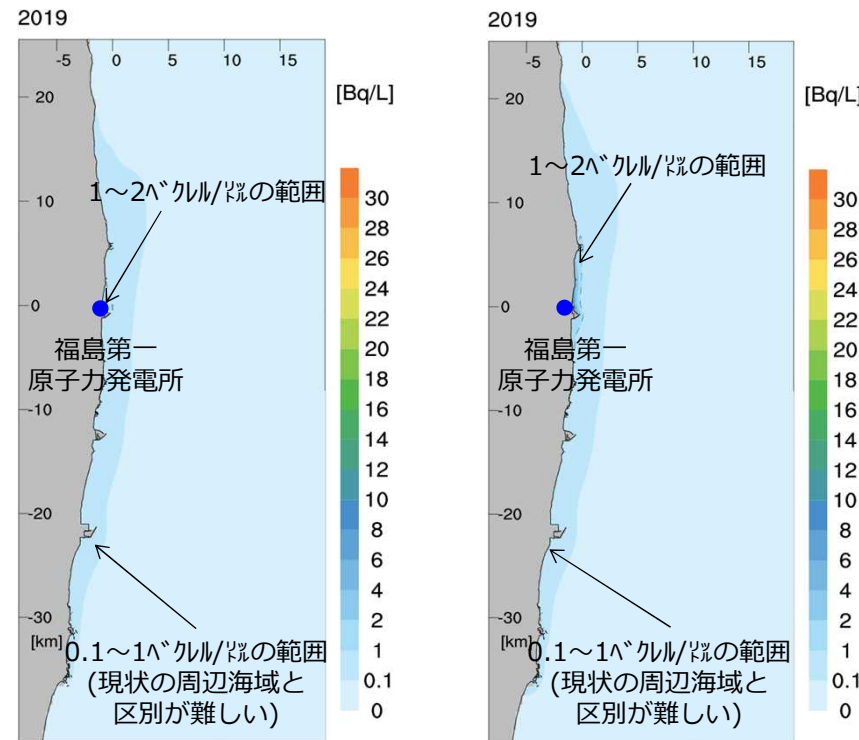 2019
-5 0 5 10 15
[Bq/L]
20
10
0
-10
-20
-30
[km]
1～2ﾍﾞｸﾚﾙ/㍑の範囲
福島第一
原子力発電所
0.1～1ﾍﾞｸﾚﾙ/㍑の範囲
(現状の周辺海域と
区別が難しい)
30
28
26
24
22
20
18
16
14
12
10
8
6
4
2
1
0.1
0
2019
-5 0 5 10 15
[Bq/L]
20
10
0
-10
-20
-30
[km]
1～2ﾍﾞｸﾚﾙ/㍑の範囲
福島第一
原子力発電所
0.1～1ﾍﾞｸﾚﾙ/㍑の範囲
(現状の周辺海域と
区別が難しい)
30
28
26
24
22
20
18
16
14
12
10
8
6
4
2
1
0.1
0